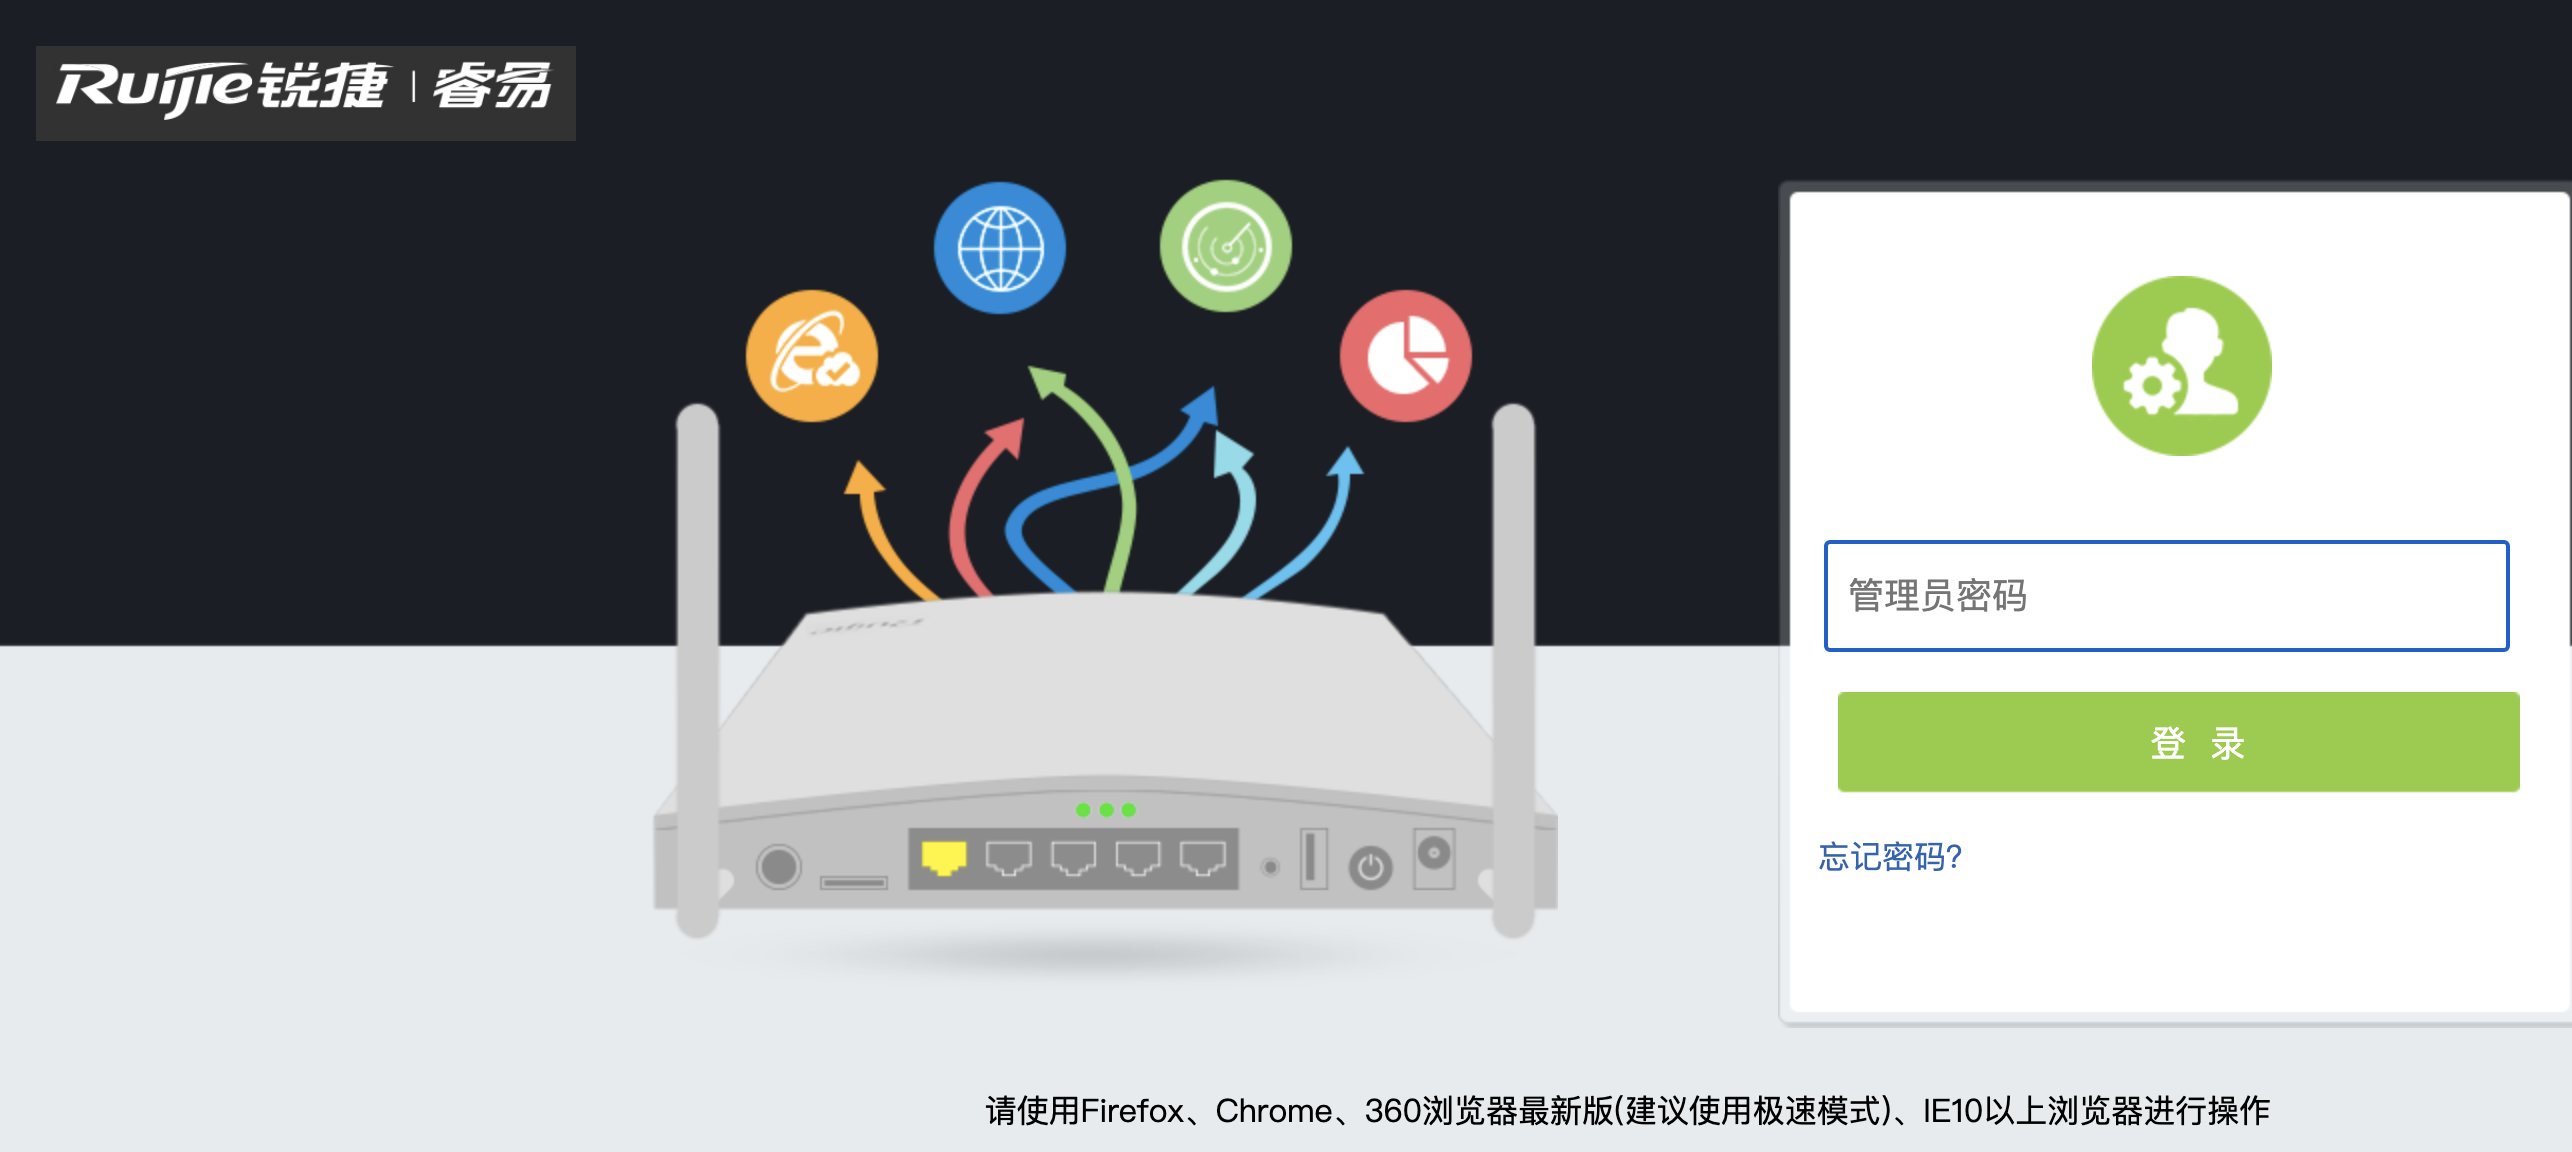 Ruijie锐捷 | 睿易
管理员密码
登 录
忘记密码?
请使用Firefox、Chrome、360浏览器最新版(建议使用极速模式)、IE10以上浏览器进行操作